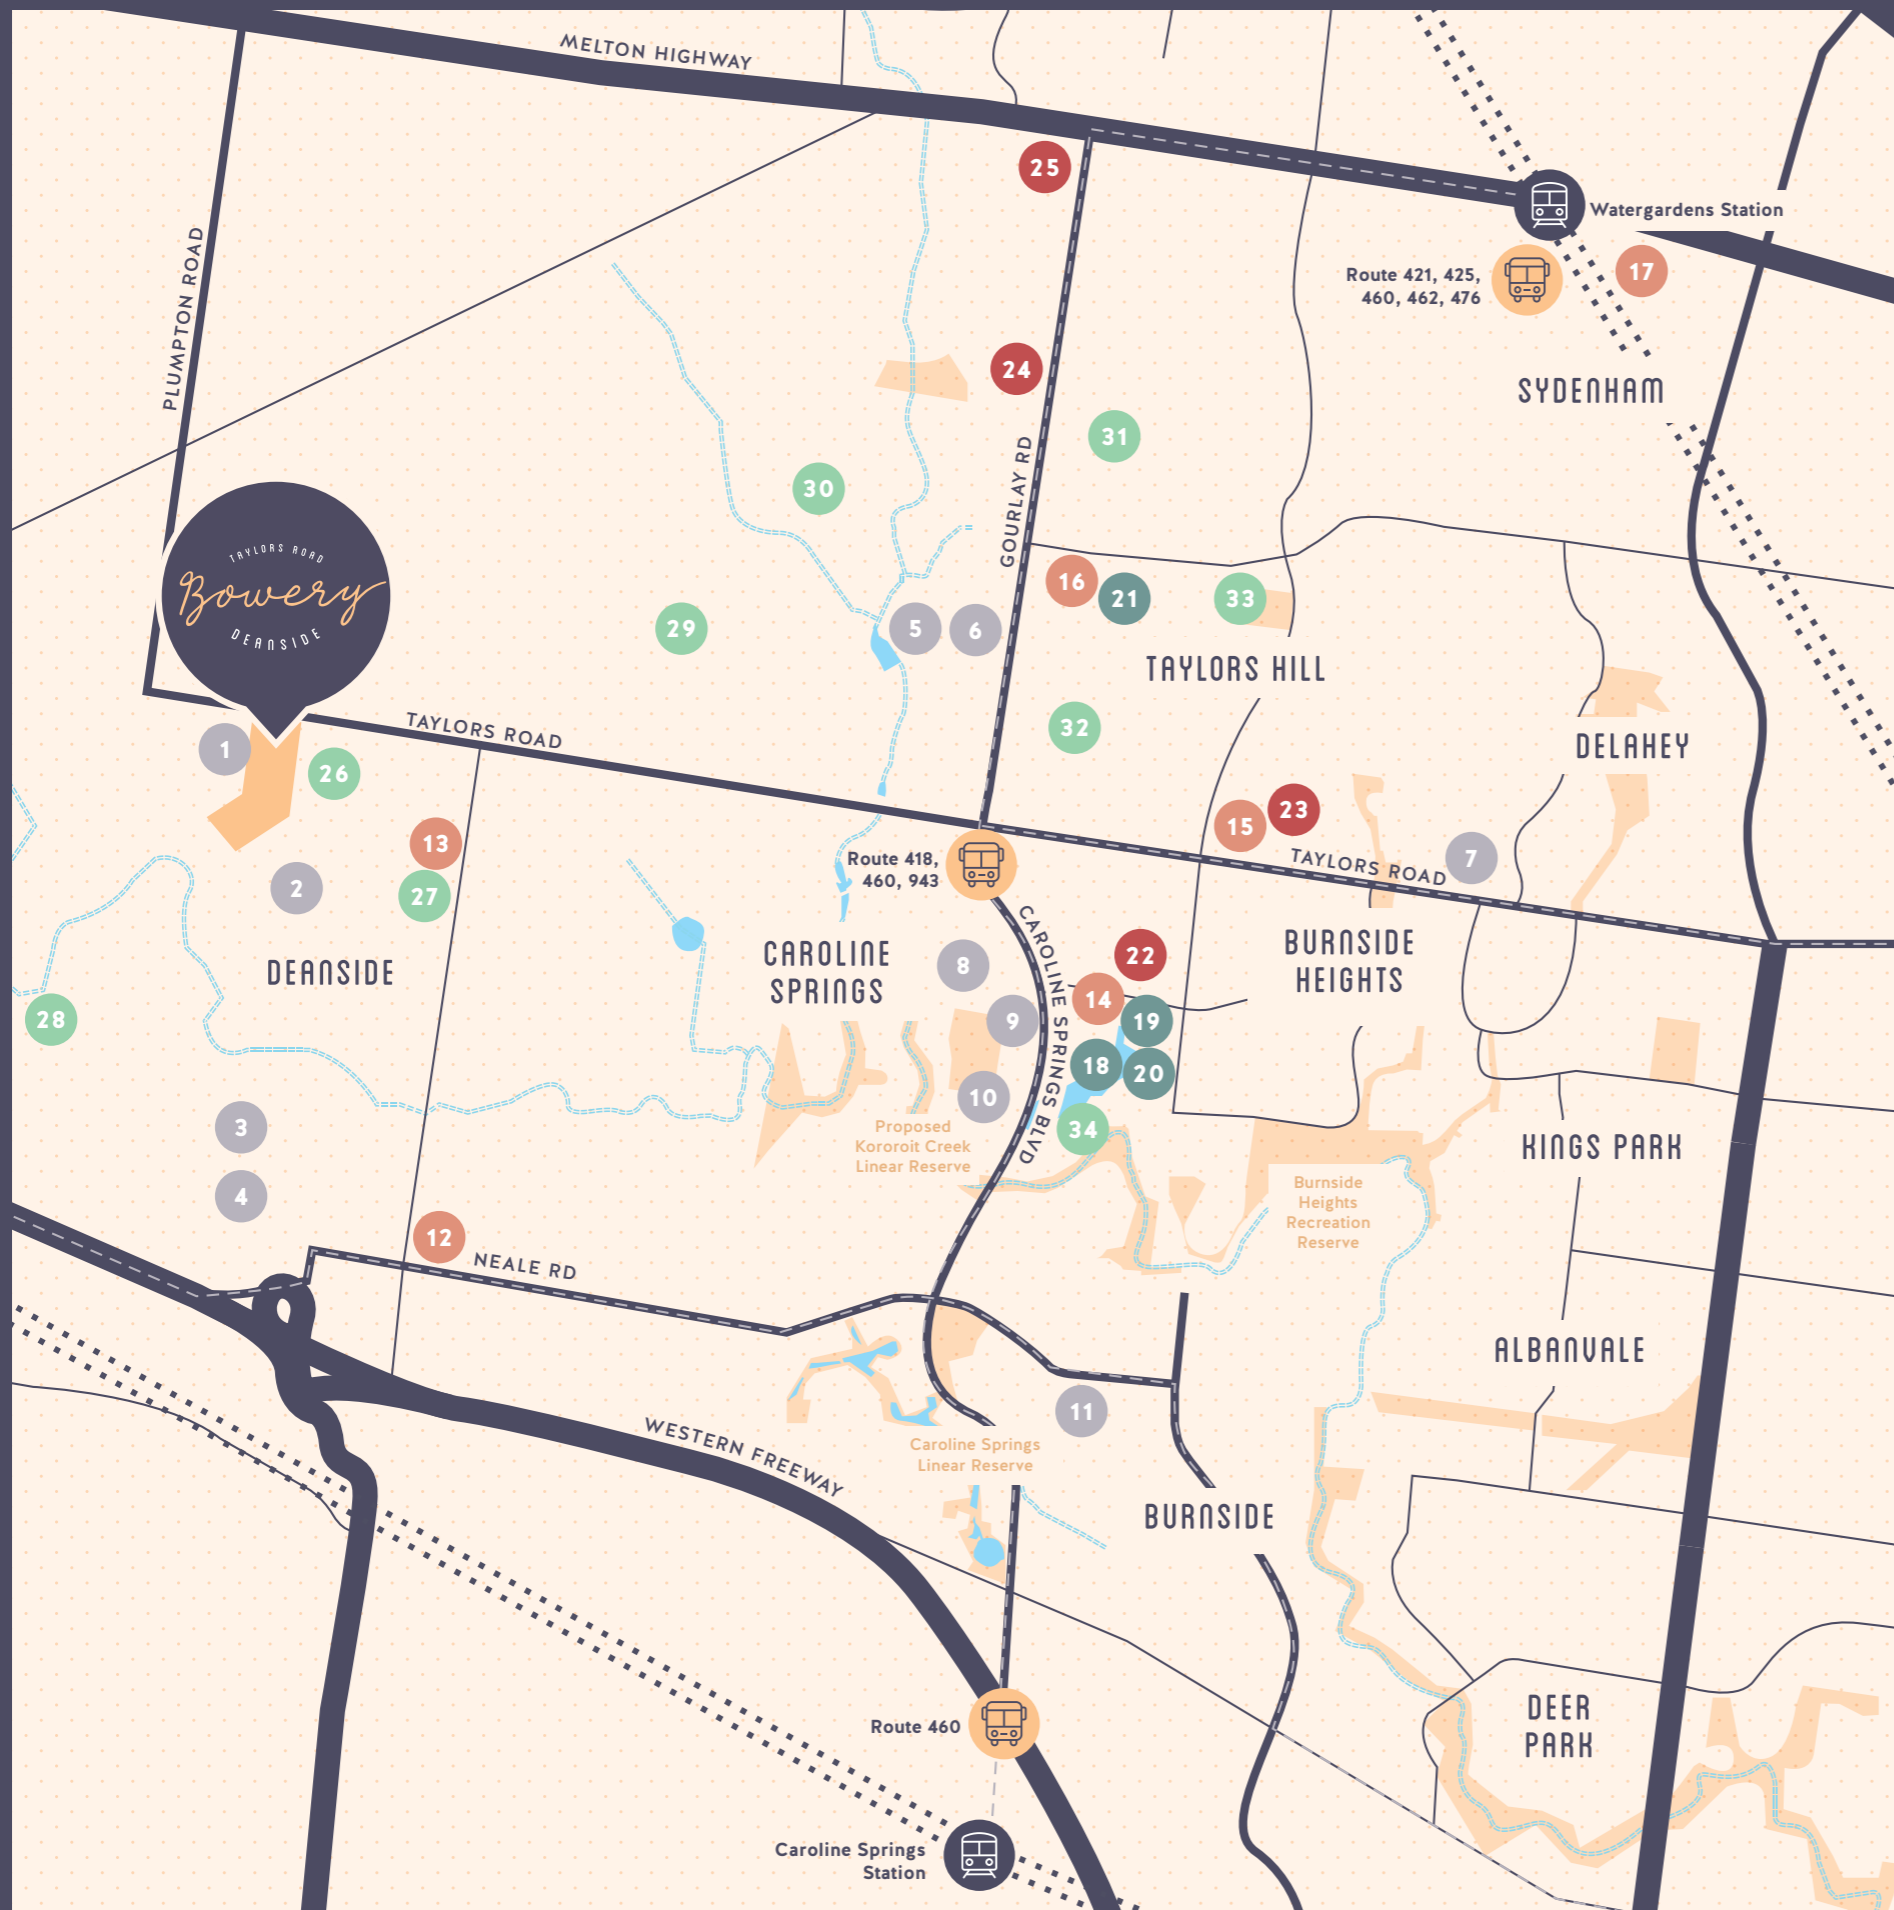 MELTON HIGHWAY
25
Watergardens Station
Route 421, 425,
460, 462, 476
17
PLUMPTON ROAD
24
SYDENHAM
31
GOURLAY RD
30
TAYLORS ROAD
Bowery
DEANSIDE
16
21
33
29
5
6
TAYLORS HILL
32
TAYLORS ROAD
DELAHEY
1
26
15
23
13
Route 418,
460, 943
TAYLORS ROAD
7
2
27
CAROLINE SPRINGS BLVD
CAROLINE
SPRINGS
8
22
BURNSIDE
HEIGHTS
DEANSIDE
14
28
9
19
18
20
10
3
Proposed
Kororoit Creek
Linear Reserve
34
KINGS PARK
4
Burnside
Heights
Recreation
Reserve
12
NEALE RD
ALBANVALE
11
WESTERN FREEWAY
Caroline Springs
Linear Reserve
BURNSIDE
DEER
PARK
Route 460
Caroline Springs
Station